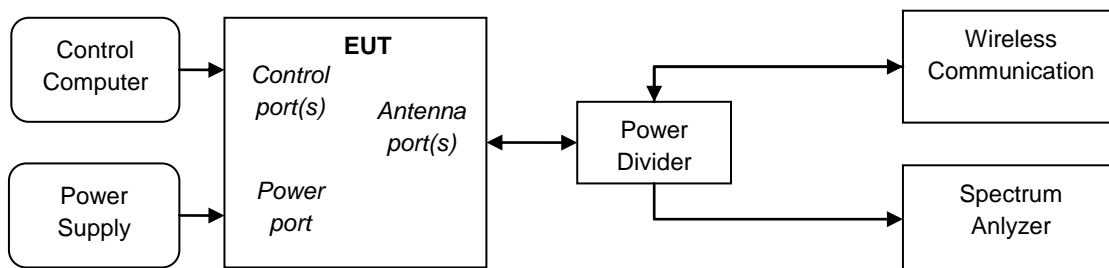 Control
Computer
Power
Supply
EUT
Control
port(s)
Antenna
port(s)
Power
port
Power
Divider
Wireless
Communication
Spectrum
Anlyzer